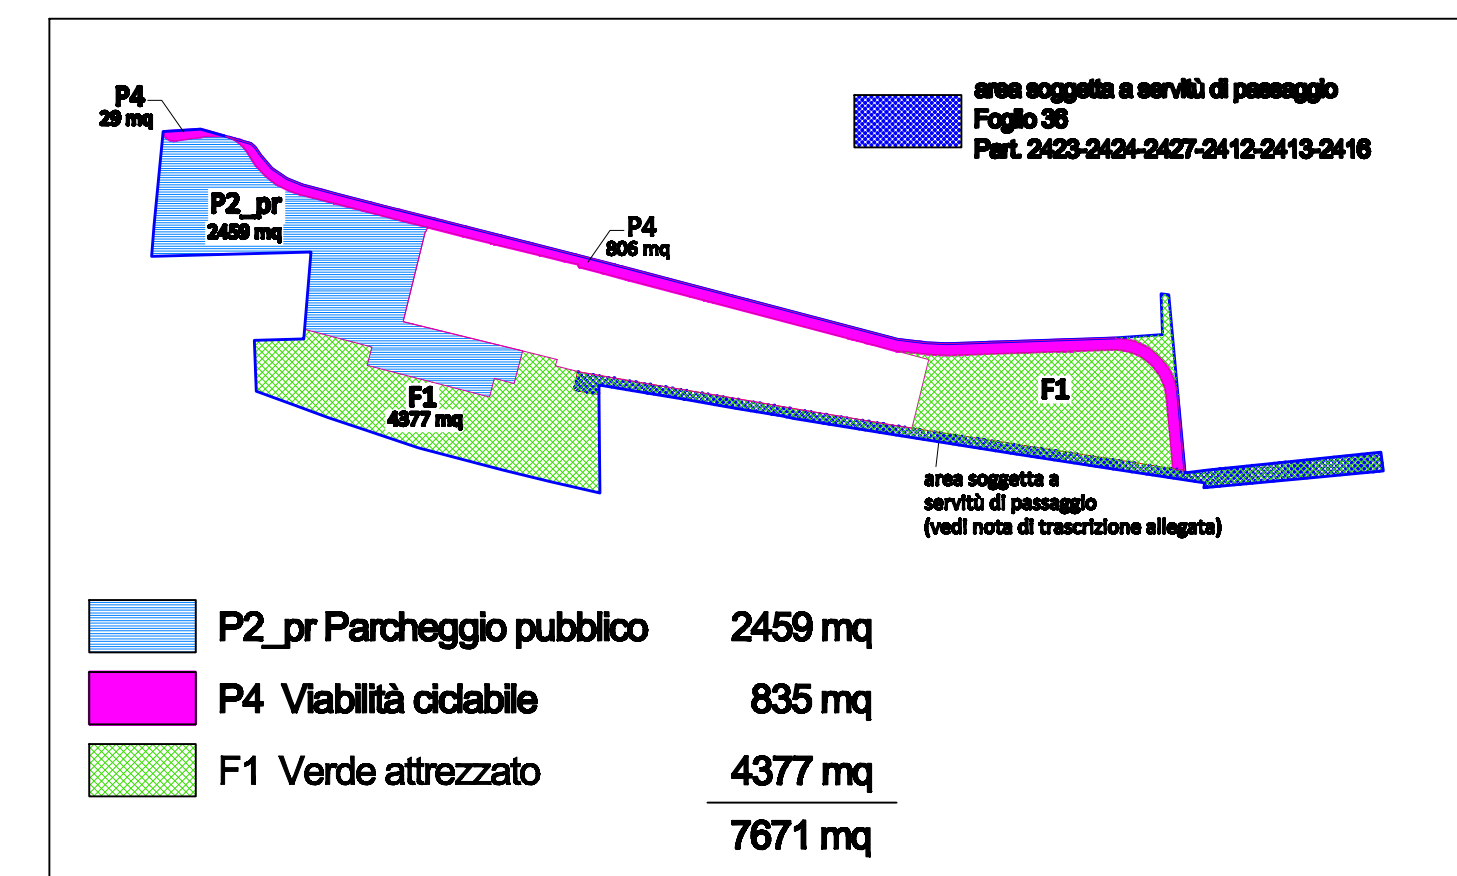 P4
29 mq
area soggetta a servitù di passaggio
Foglio 36
Part. 2423-2424-2427-2412-2413-2416
P2_pr
2459 mq
P4
806 mq
F1
4377 mq
F1
area soggetta a
servitù di passaggio
(vedi nota di trascrizione allegata)
P2_pr Parcheggio pubblico 2459 mq
P4 Viabilità ciclabile 835 mq
F1 Verde attrezzato 4377 mq
7671 mq